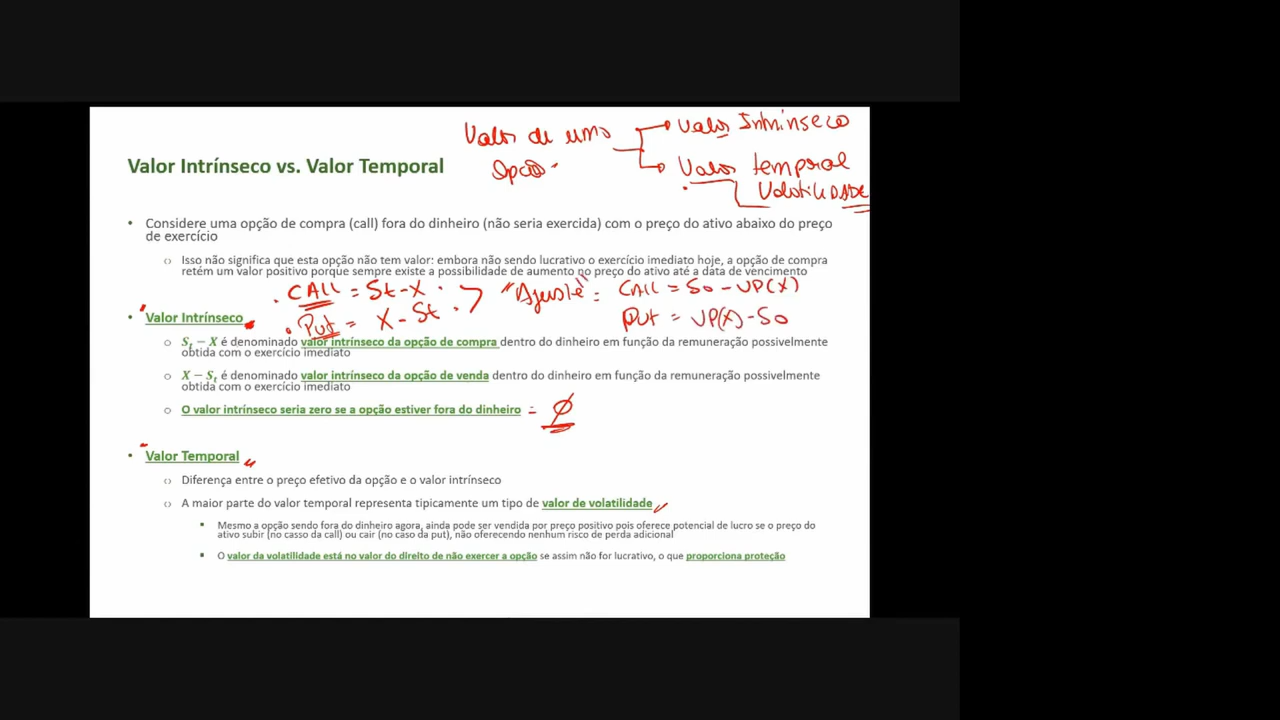 Valor de uma
Opção
Valor Intrínseco
Valor temporal
VolatiliDADE
Valor Intrínseco vs. Valor Temporal
• Considere uma opção de compra (call) fora do dinheiro (não seria exercida) com o preço do ativo abaixo do preço
de exercício
Isso não significa que esta opção não tem valor: embora não sendo lucrativo o exercício imediato hoje, a opção de compra
retém um valor positivo porque sempre existe a possibilidade de aumento no preço do ativo até a data de vencimento
CALL = St - X
Put = X - St
"Ajuste" = CALL = S0 - VP(X)
PUT = VP(X) - S0
• Valor Intrínseco
St − X é denominado valor intrínseco da opção de compra dentro do dinheiro em função da remuneração possivelmente
obtida com o exercício imediato
X − St é denominado valor intrínseco da opção de venda dentro do dinheiro em função da remuneração possivelmente
obtida com o exercício imediato
O valor intrínseco seria zero se a opção estiver fora do dinheiro = Ø
• Valor Temporal
Diferença entre o preço efetivo da opção e o valor intrínseco
A maior parte do valor temporal representa tipicamente um tipo de valor de volatilidade
▪ Mesmo a opção sendo fora do dinheiro agora, ainda pode ser vendida por preço positivo pois oferece potencial de lucro se o preço do
ativo subir (no casso da call) ou cair (no caso da put), não oferecendo nenhum risco de perda adicional
▪ O valor da volatilidade está no valor do direito de não exercer a opção se assim não for lucrativo, o que proporciona proteção